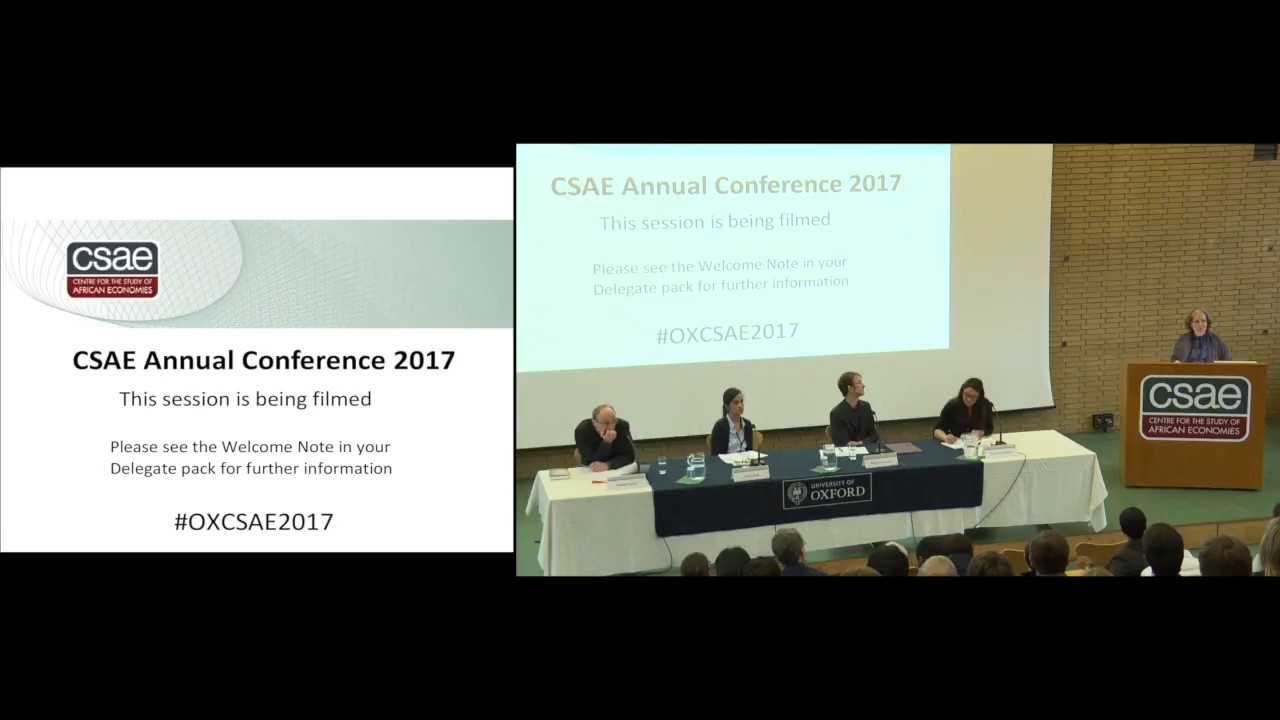 csae
CENTRE FOR THE STUDY OF
AFRICAN ECONOMIES
CSAE Annual Conference 2017
This session is being filmed
Please see the Welcome Note in your
Delegate pack for further information
#OXCSAE2017
CSAE Annual Conference 2017
This session is being filmed
Please see the Welcome Note in your
Delegate pack for further information
#OXCSAE2017
UNIVERSITY OF
OXFORD
csae
CENTRE FOR THE STUDY OF
AFRICAN ECONOMIES